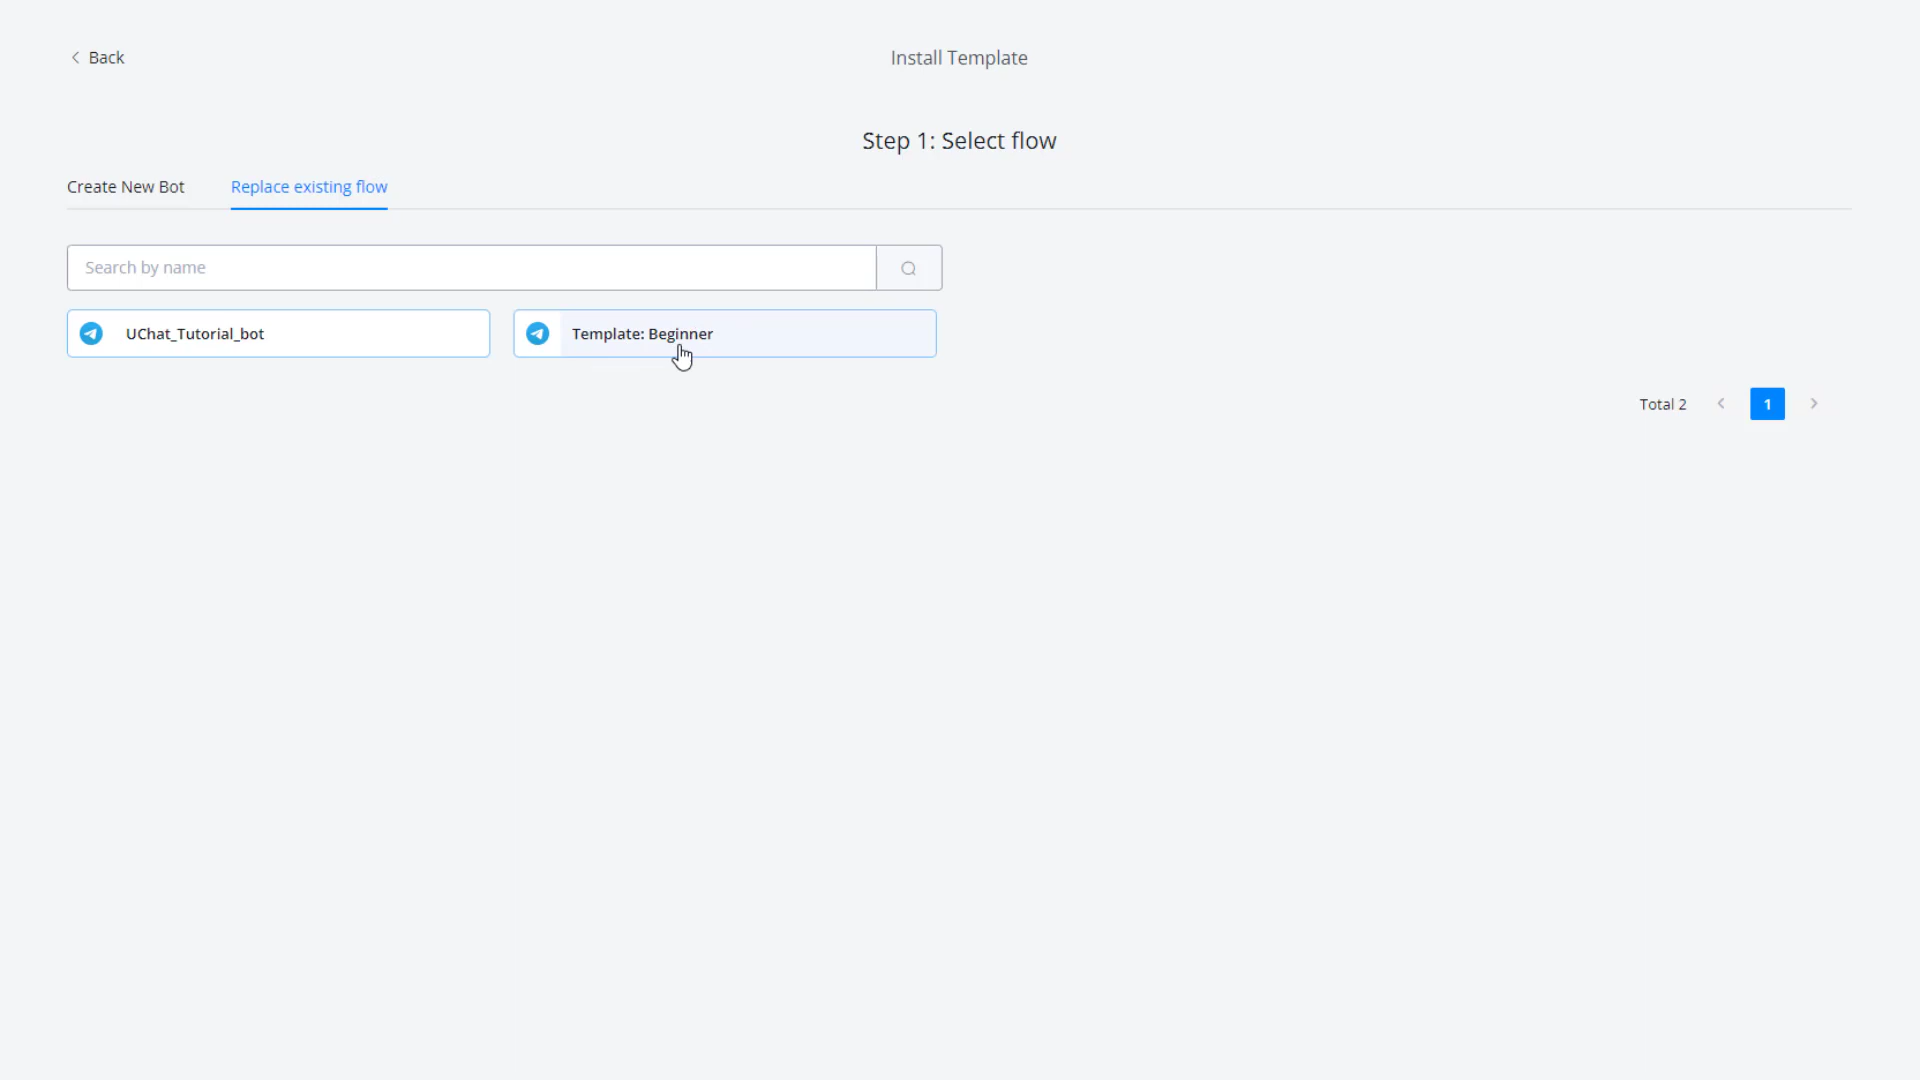 Back
Install Template
Step 1: Select flow
Create New Bot
Replace existing flow
Search by name
UChat_Tutorial_bot
Template: Beginner
Total 2
1